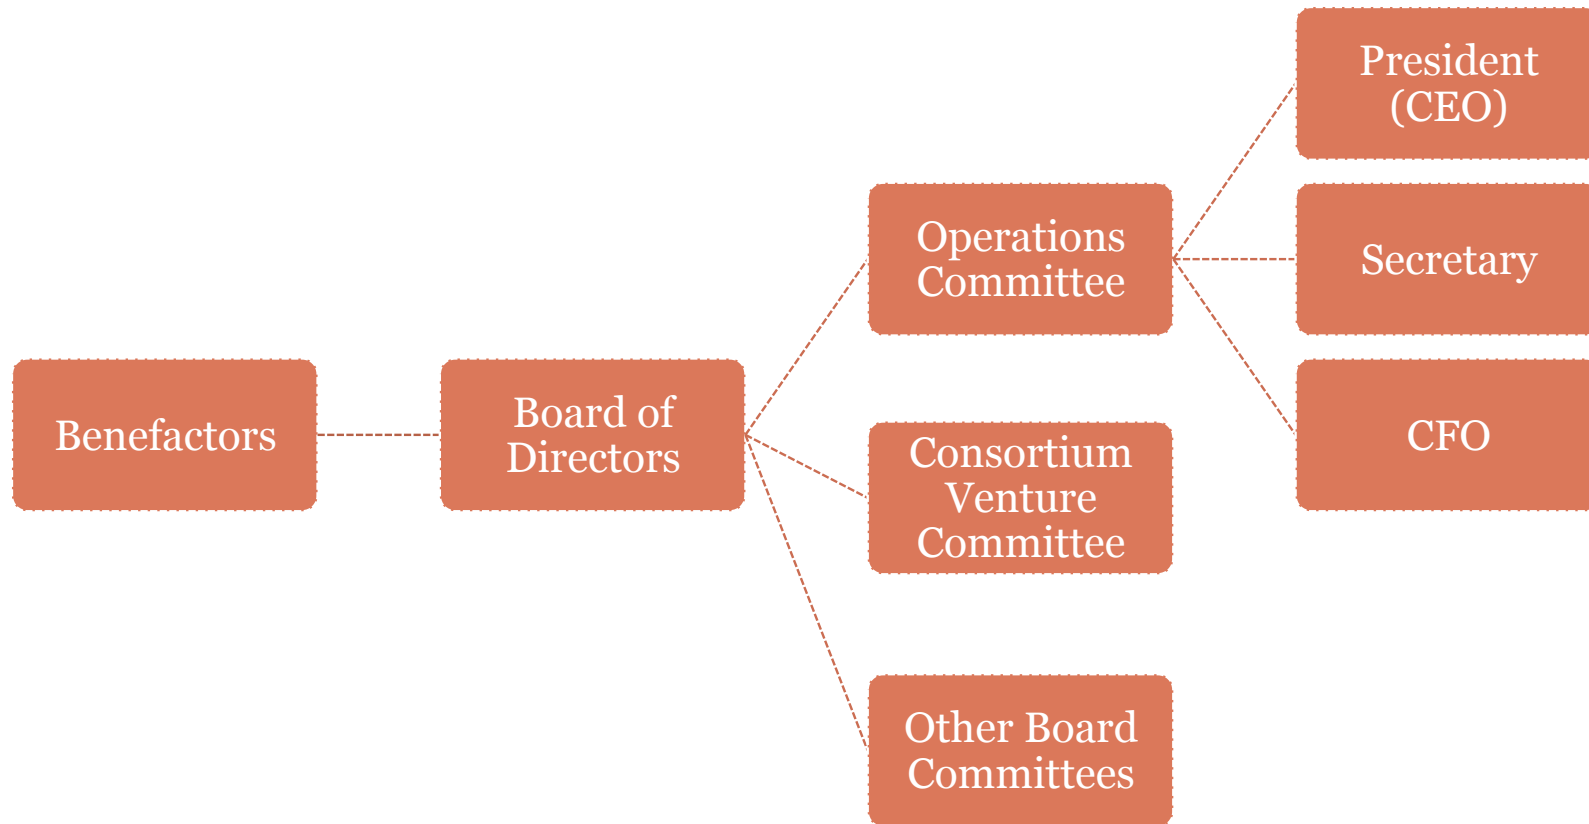 Benefactors
Board of
Directors
Operations
Committee
Consortium
Venture
Committee
Other Board
Committees
President
(CEO)
Secretary
CFO